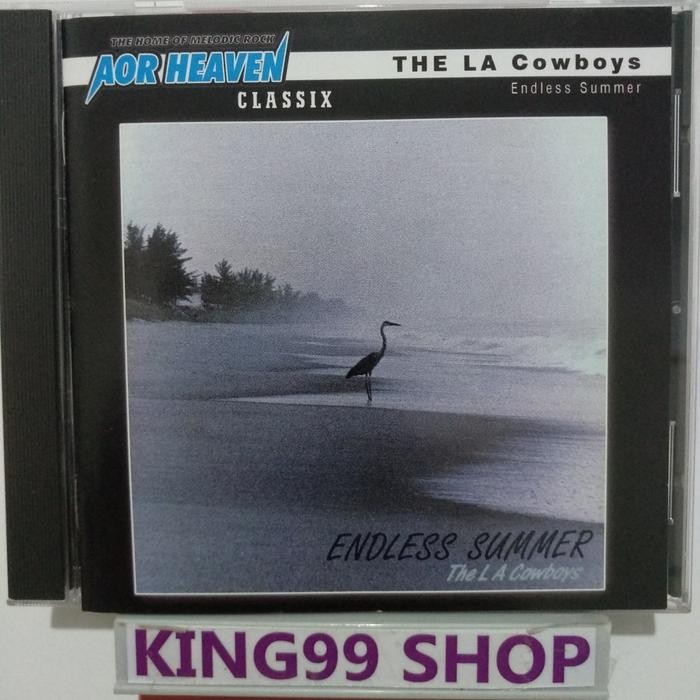 THE HOME OF MELODIC ROCK
AOR HEAVEN
CLASSIX
THE LA Cowboys
Endless Summer
ENDLESS SUMMER
The L A Cowboys
KING99 SHOP